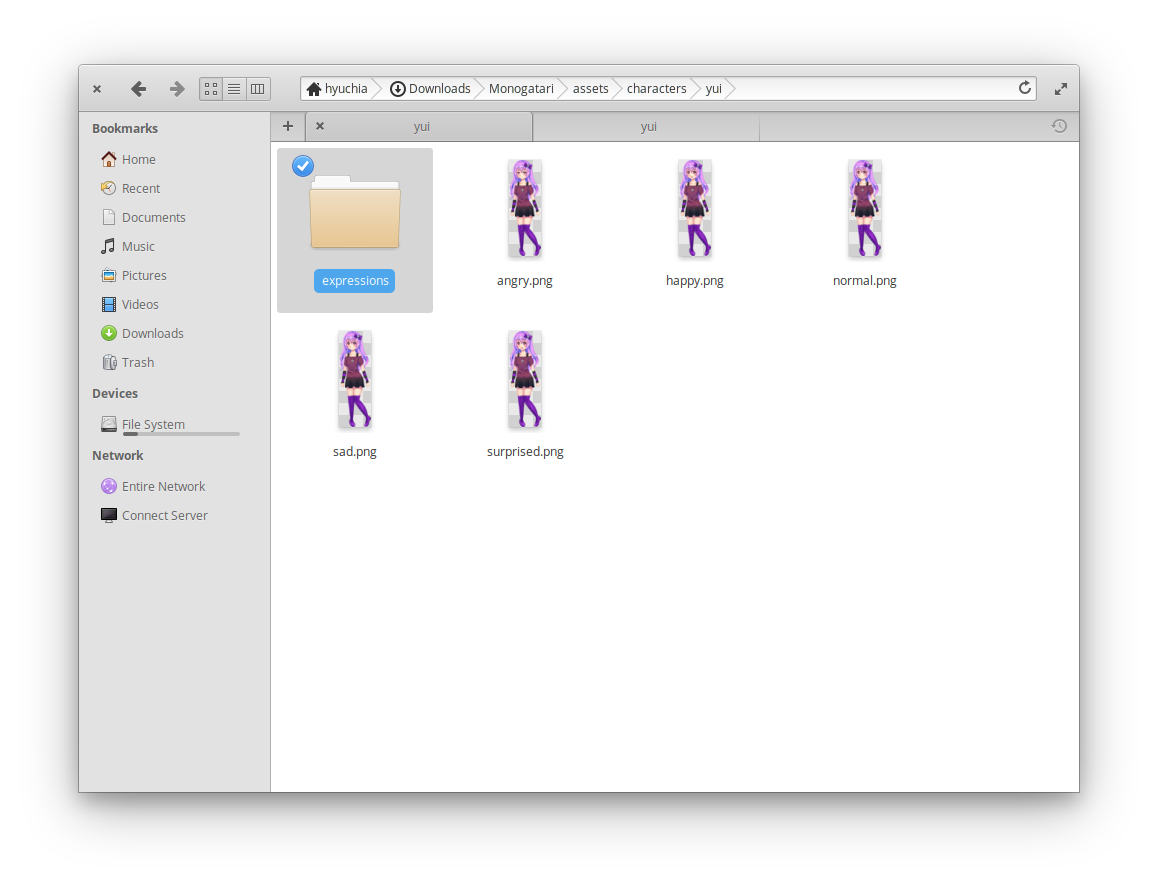 hyuchia Downloads Monogatari assets characters yui
yui yui
Bookmarks
Home
Recent
Documents
Music
Pictures
Videos
Downloads
Trash
Devices
File System
Network
Entire Network
Connect Server
expressions angry.png happy.png normal.png
sad.png surprised.png